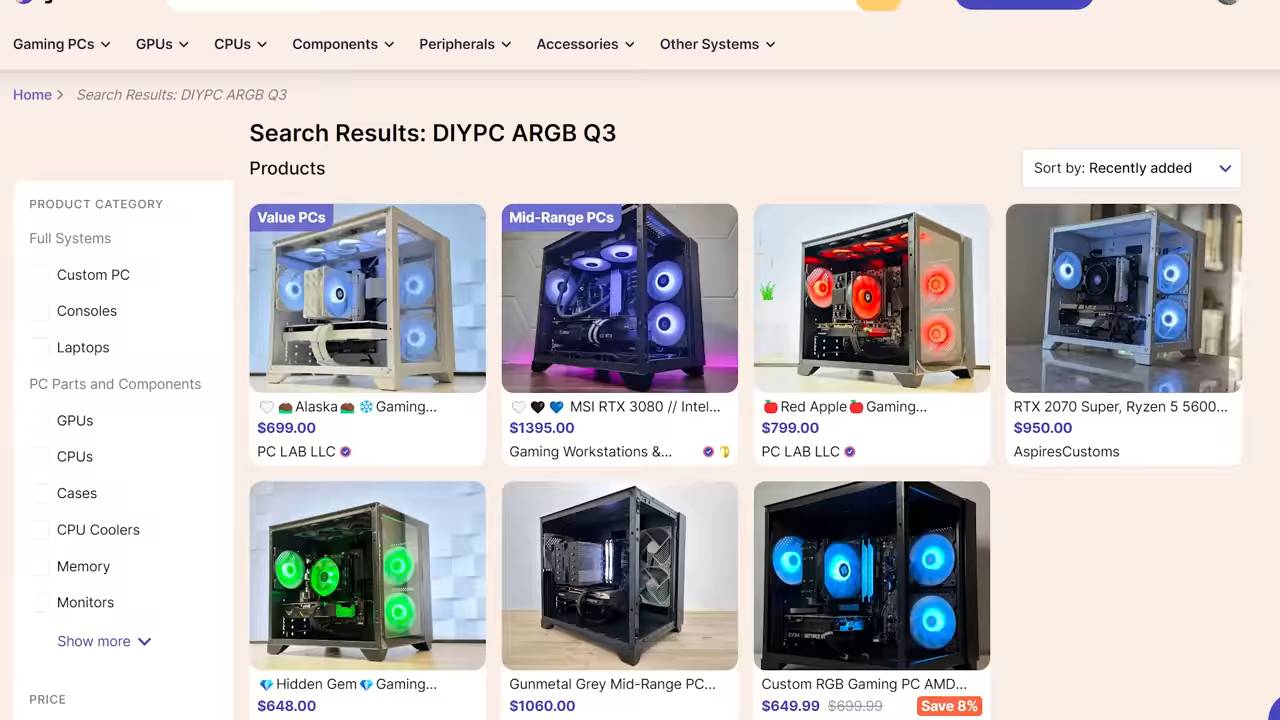 Gaming PCs GPUs CPUs Components Peripherals Accessories Other Systems
Home Search Results: DIYPC ARGB Q3
Search Results: DIYPC ARGB Q3
Products
Sort by: Recently added
PRODUCT CATEGORY
Full Systems
Custom PC
Consoles
Laptops
PC Parts and Components
GPUs
CPUs
Cases
CPU Coolers
Memory
Monitors
Show more
PRICE
Value PCs
🤍 🌰Alaska🌰 ❄️Gaming...
$699.00
PC LAB LLC
Mid-Range PCs
🤍 🖤 💙 MSI RTX 3080 // Intel...
$1395.00
Gaming Workstations &...
🍎Red Apple🍎Gaming...
$799.00
PC LAB LLC
RTX 2070 Super, Ryzen 5 5600...
$950.00
AspiresCustoms
💎Hidden Gem💎Gaming...
$648.00
Gunmetal Grey Mid-Range PC...
$1060.00
Custom RGB Gaming PC AMD...
$649.99 $699.99 Save 8%